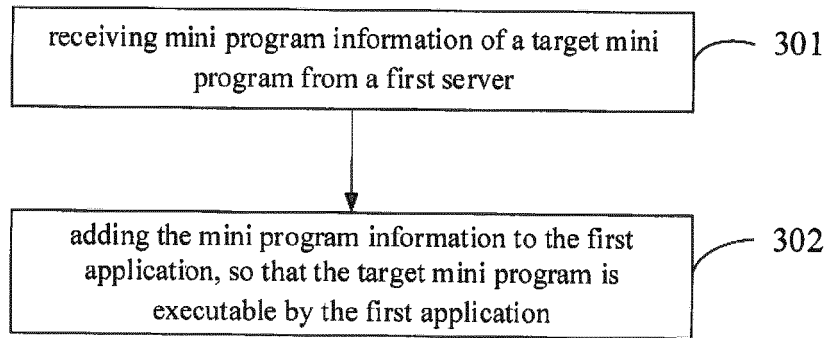 receiving mini program information of a target mini
program from a first server
301
adding the mini program information to the first
application, so that the target mini program is
executable by the first application
302